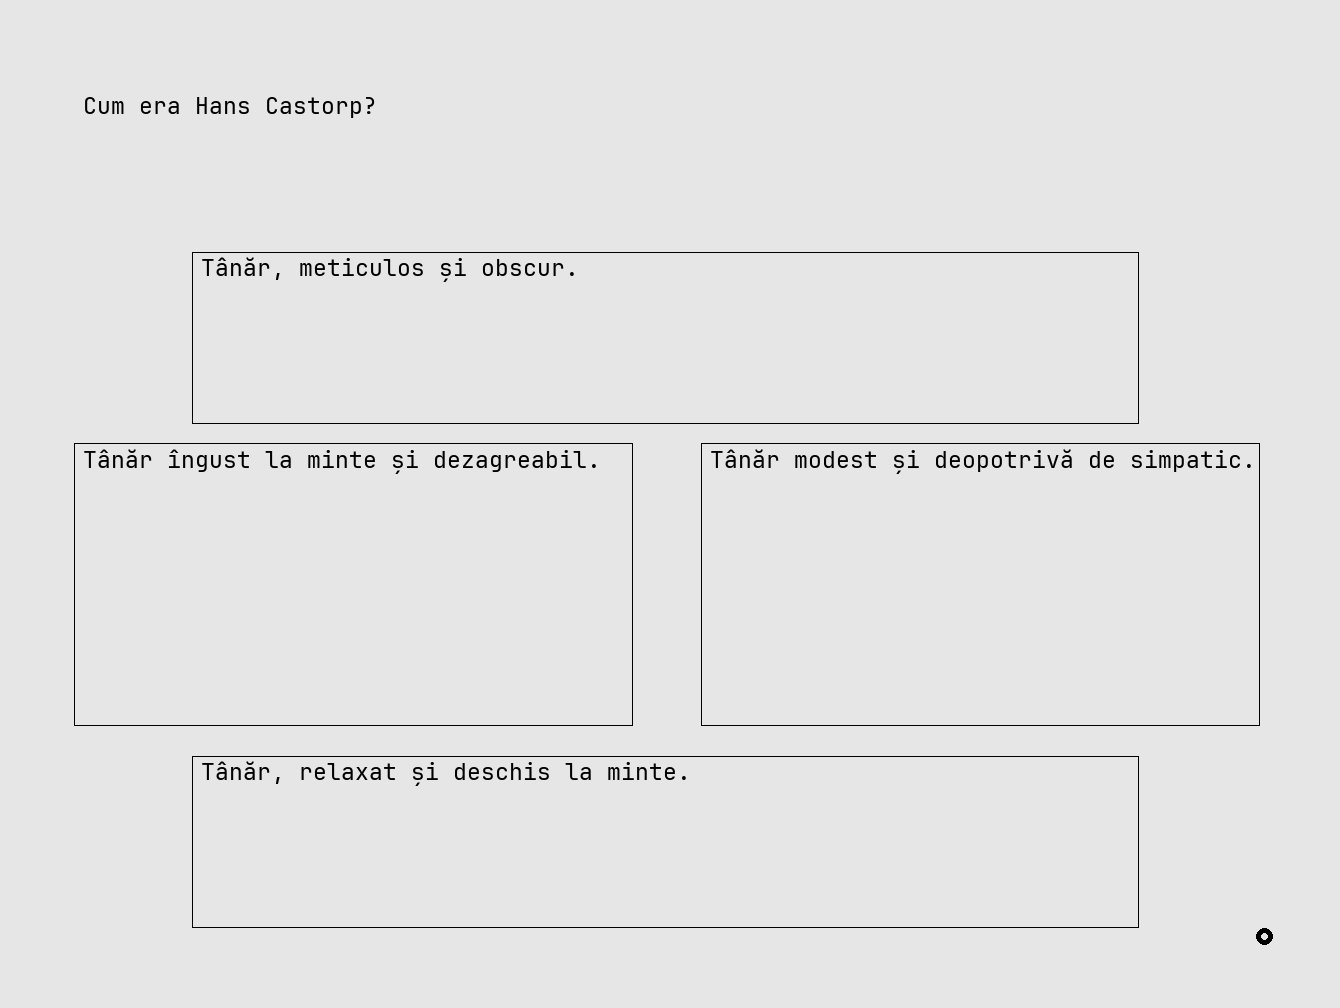 Cum era Hans Castorp?
Tânăr, meticulos și obscur.
Tânăr îngust la minte și dezagreabil.
Tânăr modest și deopotrivă de simpatic.
Tânăr, relaxat și deschis la minte.